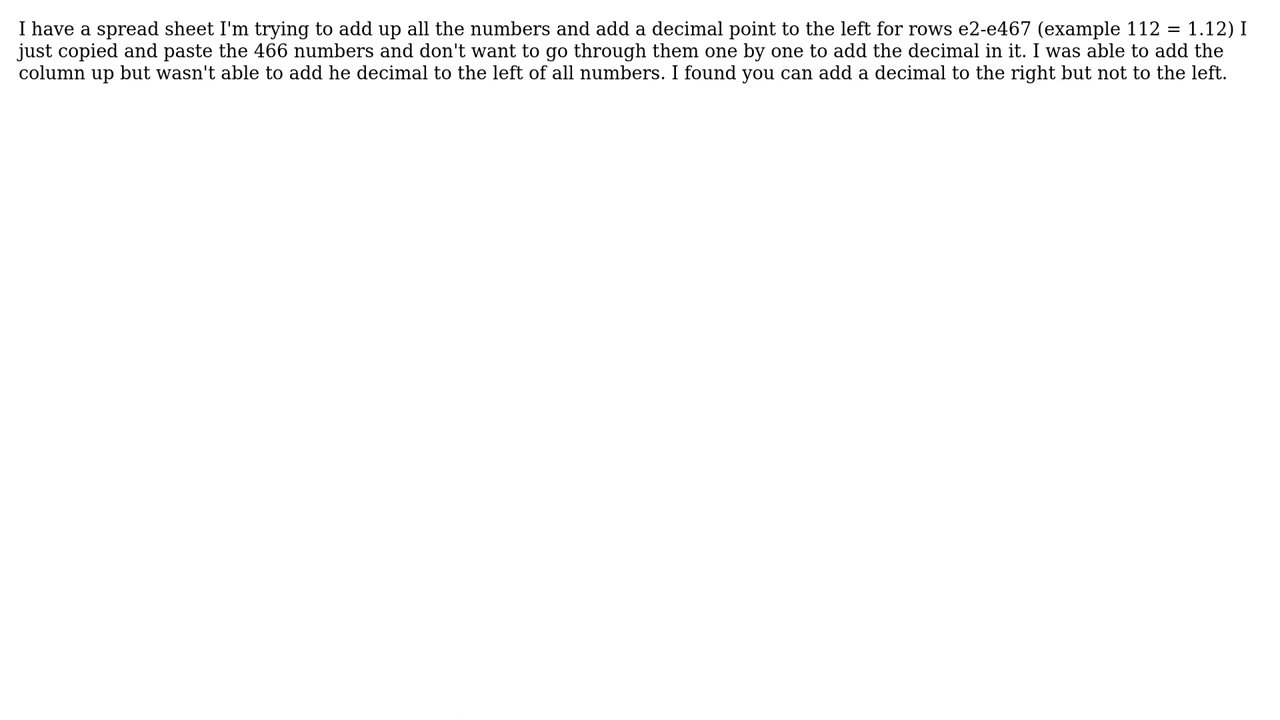 I have a spread sheet I'm trying to add up all the numbers and add a decimal point to the left for rows e2-e467 (example 112 = 1.12) I
just copied and paste the 466 numbers and don't want to go through them one by one to add the decimal in it. I was able to add the
column up but wasn't able to add he decimal to the left of all numbers. I found you can add a decimal to the right but not to the left.